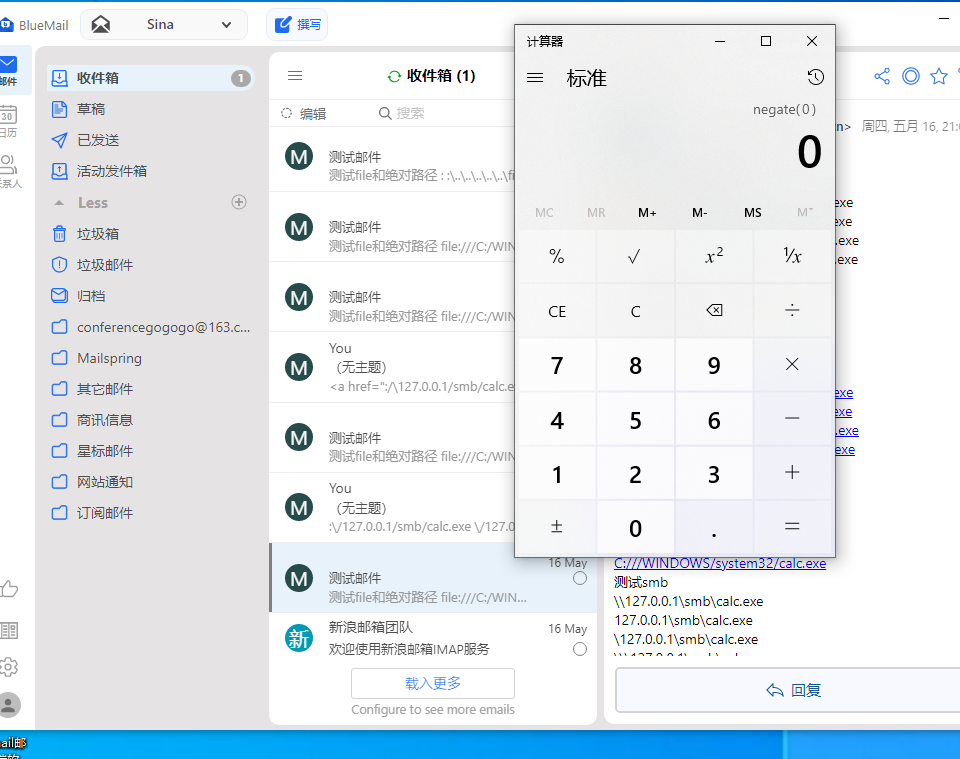 BlueMail
Sina
撰写
收件箱
1
草稿
已发送
活动发件箱
Less
垃圾箱
垃圾邮件
归档
conferencegogogo@163.c...
Mailspring
其它邮件
商讯信息
星标邮件
网站通知
订阅邮件
收件箱 (1)
编辑
搜索
M
测试邮件
测试file和绝对路径 : :\..\..\..\..\..\fi
M
测试邮件
测试file和绝对路径 file:///C:/WIN
M
测试邮件
测试file和绝对路径 file:///C:/WIN
M
You
(无主题)
<a href=":/\127.0.0.1/smb/calc.e
M
测试邮件
测试file和绝对路径 file:///C:/WIN
M
You
(无主题)
:\/127.0.0.1/smb/calc.exe \/127.0
M
16 May
测试邮件
测试file和绝对路径 file:///C:/WIN...
新
新浪邮箱团队
16 May
欢迎使用新浪邮箱IMAP服务
载入更多
Configure to see more emails
计算器
标准
negate(0)
0
MC MR M+ M- MS M˅
% √ x² ¹/x
CE C ⌫ ÷
7 8 9 ×
4 5 6 −
1 2 3 +
± 0 . =
n> 周四, 五月 16, 21:0
exe
exe
.exe
.exe
exe
exe
.exe
exe
C:///WINDOWS/system32/calc.exe
测试smb
\\127.0.0.1\smb\calc.exe
127.0.0.1\smb\calc.exe
\127.0.0.1\smb\calc.exe
回复
ail邮